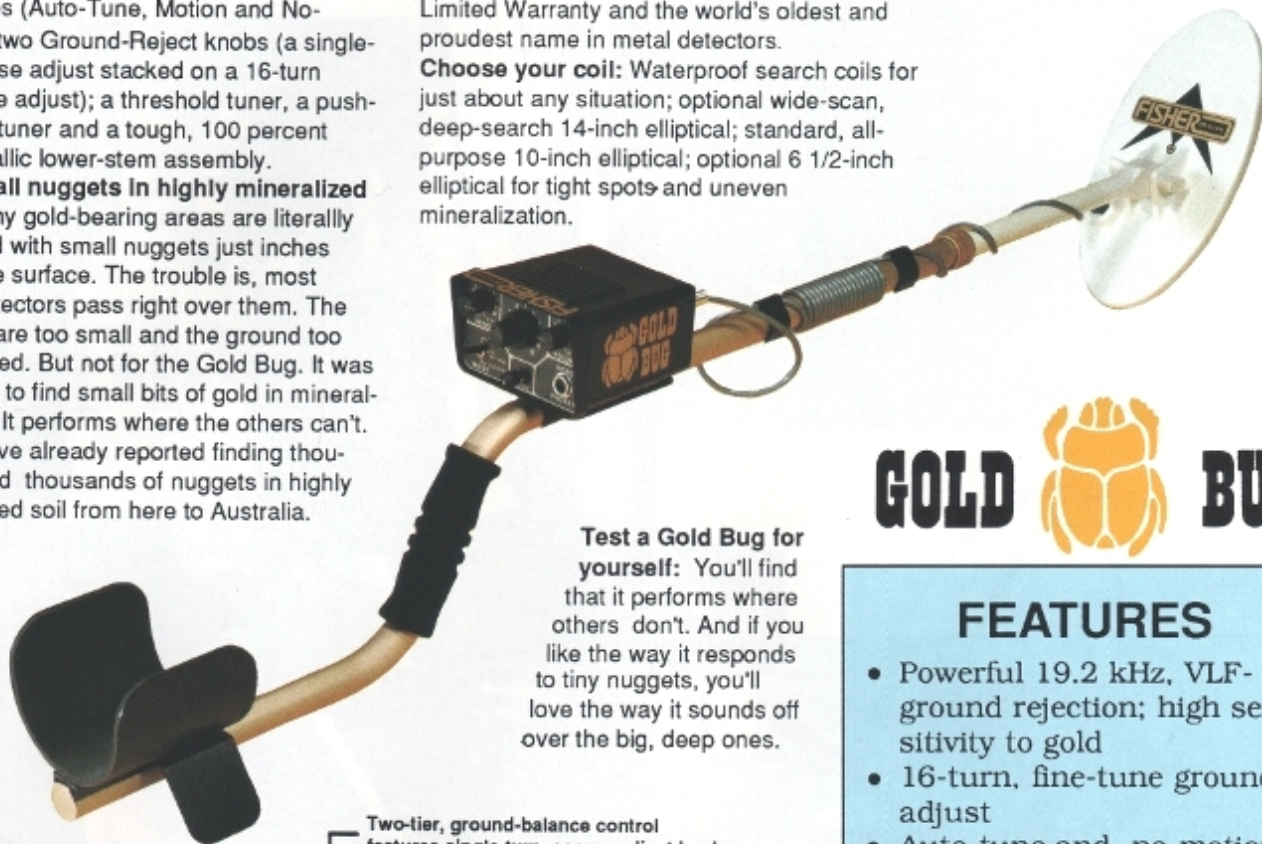 s (Auto-Tune, Motion and No-
two Ground-Reject knobs (a single-
se adjust stacked on a 16-turn
e adjust); a threshold tuner, a push-
tuner and a tough, 100 percent
allic lower-stem assembly.
all nuggets in highly mineralized
ny gold-bearing areas are literallly
d with small nuggets just inches
e surface. The trouble is, most
tectors pass right over them. The
are too small and the ground too
ed. But not for the Gold Bug. It was
to find small bits of gold in mineral-
It performs where the others can't.
ve already reported finding thou-
d thousands of nuggets in highly
ed soil from here to Australia.
Limited Warranty and the world's oldest and
proudest name in metal detectors.
Choose your coil: Waterproof search coils for
just about any situation; optional wide-scan,
deep-search 14-inch elliptical; standard, all-
purpose 10-inch elliptical; optional 6 1/2-inch
elliptical for tight spots and uneven
mineralization.
FISHER
FISHER
GOLD
BUG
GOLD BU
Test a Gold Bug for
yourself: You'll find
that it performs where
others don't. And if you
like the way it responds
to tiny nuggets, you'll
love the way it sounds off
over the big, deep ones.
Two-tier, ground-balance control
FEATURES
• Powerful 19.2 kHz, VLF-
ground rejection; high se
sitivity to gold
• 16-turn, fine-tune groun
adjust
• Auto-tune and no-motio